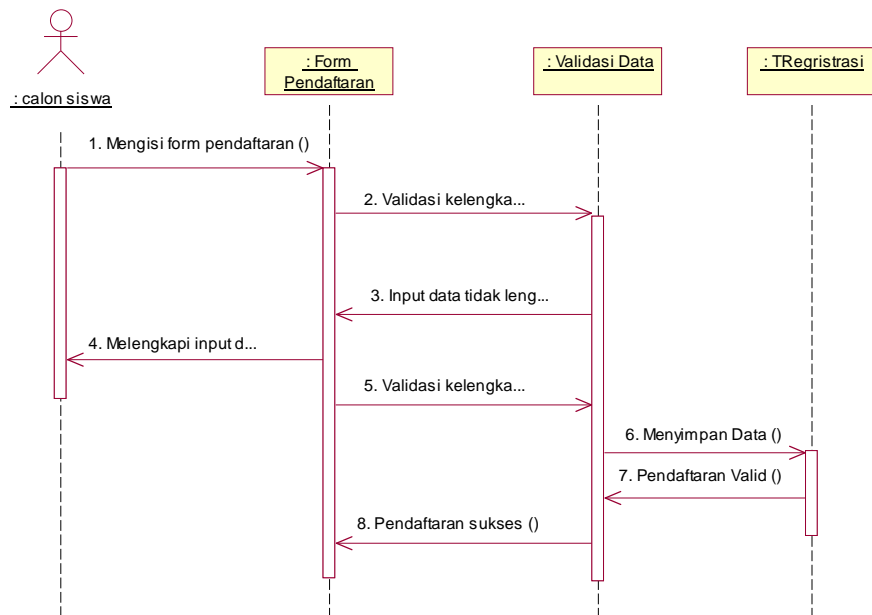 : Form
Pendaftaran
: Validasi Data
: TRegristrasi
: calon siswa
1. Mengisi form pendaftaran ()
2. Validasi kelengka...
3. Input data tidak leng...
4. Melengkapi input d...
5. Validasi kelengka...
6. Menyimpan Data ()
7. Pendaftaran Valid ()
8. Pendaftaran sukses ()